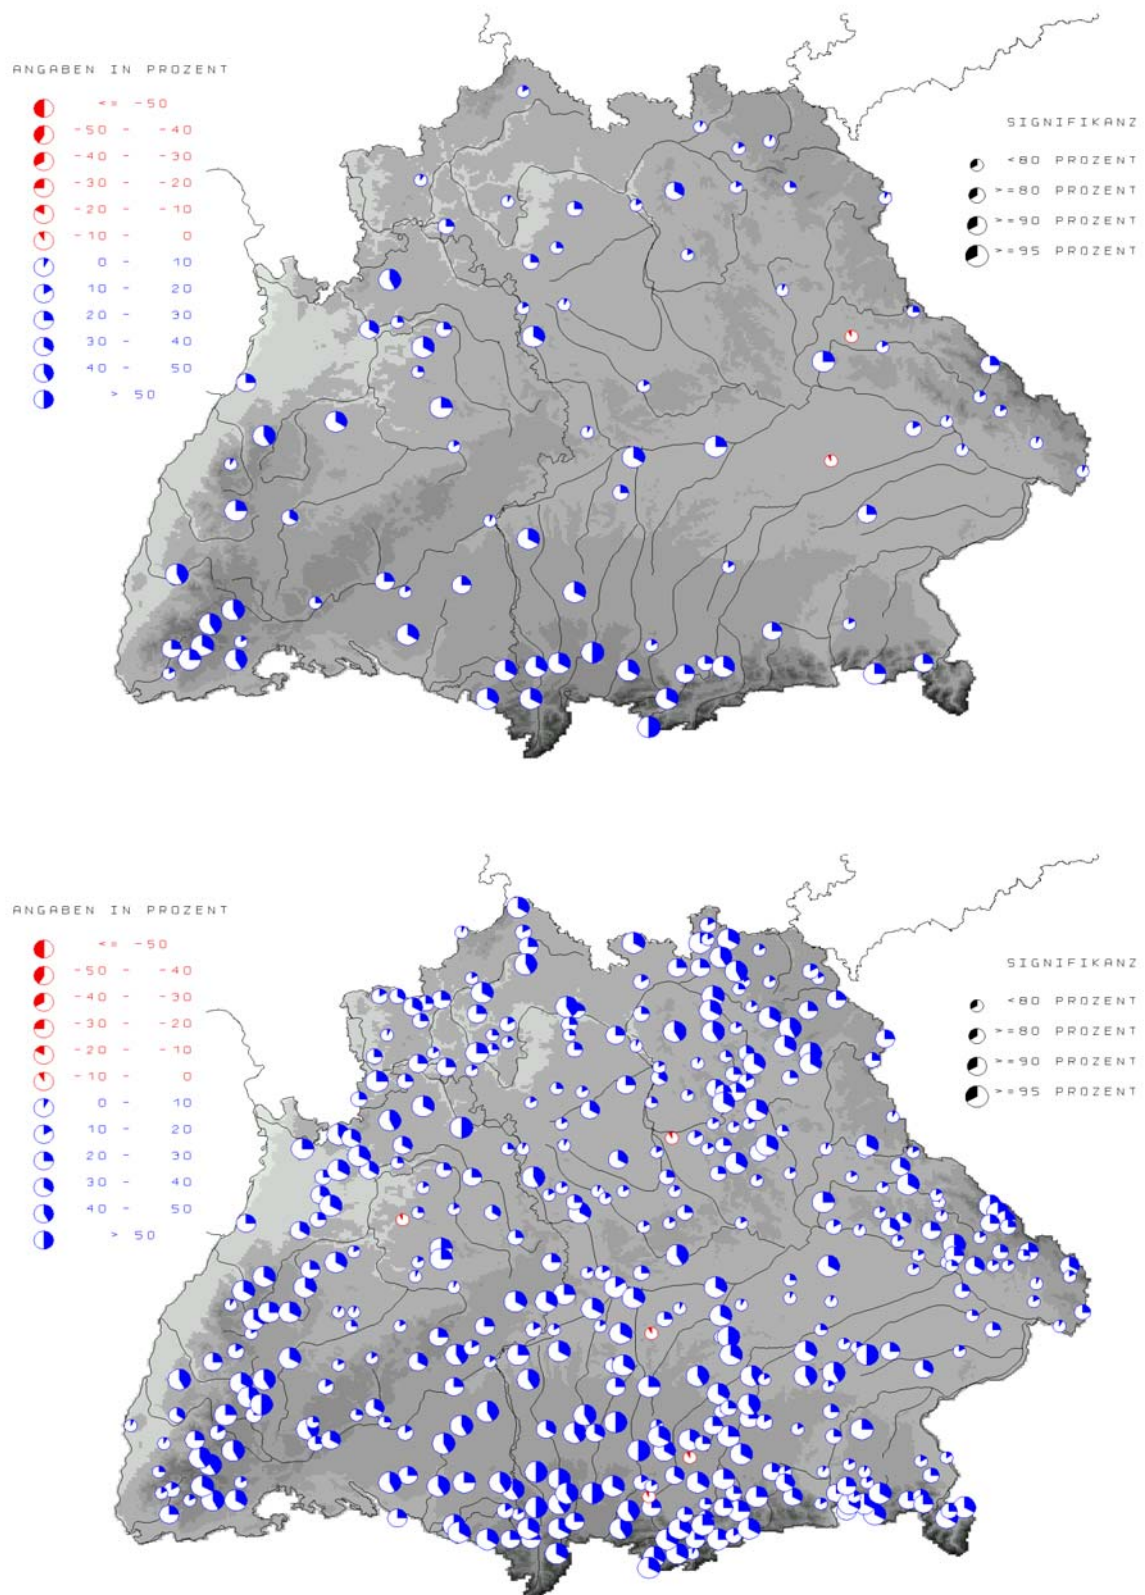 ANGABEN IN PROZENT
<= -50
-50 - -40
-40 - -30
-30 - -20
-20 - -10
-10 - 0
0 - 10
10 - 20
20 - 30
30 - 40
40 - 50
> 50
SIGNIFIKANZ
<80 PROZENT
>=80 PROZENT
>=90 PROZENT
>=95 PROZENT
ANGABEN IN PROZENT
<= -50
-50 - -40
-40 - -30
-30 - -20
-20 - -10
-10 - 0
0 - 10
10 - 20
20 - 30
30 - 40
40 - 50
> 50
SIGNIFIKANZ
<80 PROZENT
>=80 PROZENT
>=90 PROZENT
>=95 PROZENT